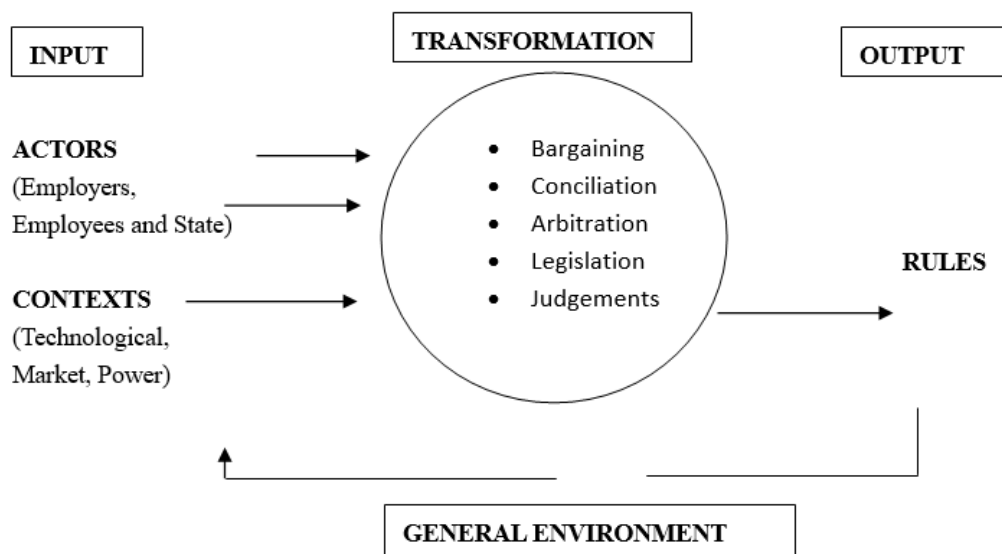 INPUT
TRANSFORMATION
OUTPUT
ACTORS
(Employers,
Employees and State)
CONTEXTS
(Technological,
Market, Power)
• Bargaining
• Conciliation
• Arbitration
• Legislation
• Judgements
RULES
GENERAL ENVIRONMENT